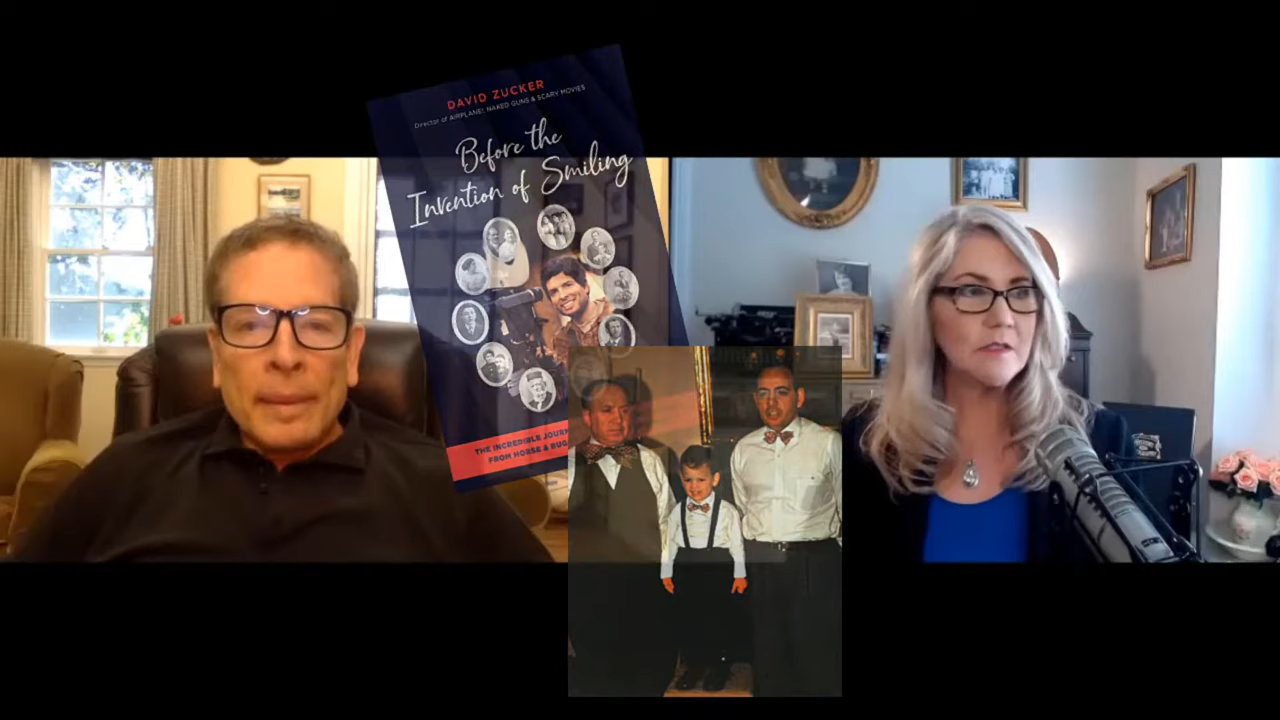 DAVID ZUCKER
Director of AIRPLANE! NAKED GUNS & SCARY MOVIES
Before the
Invention of Smiling
THE INCREDIBLE JOURN
FROM HORSE & BUG